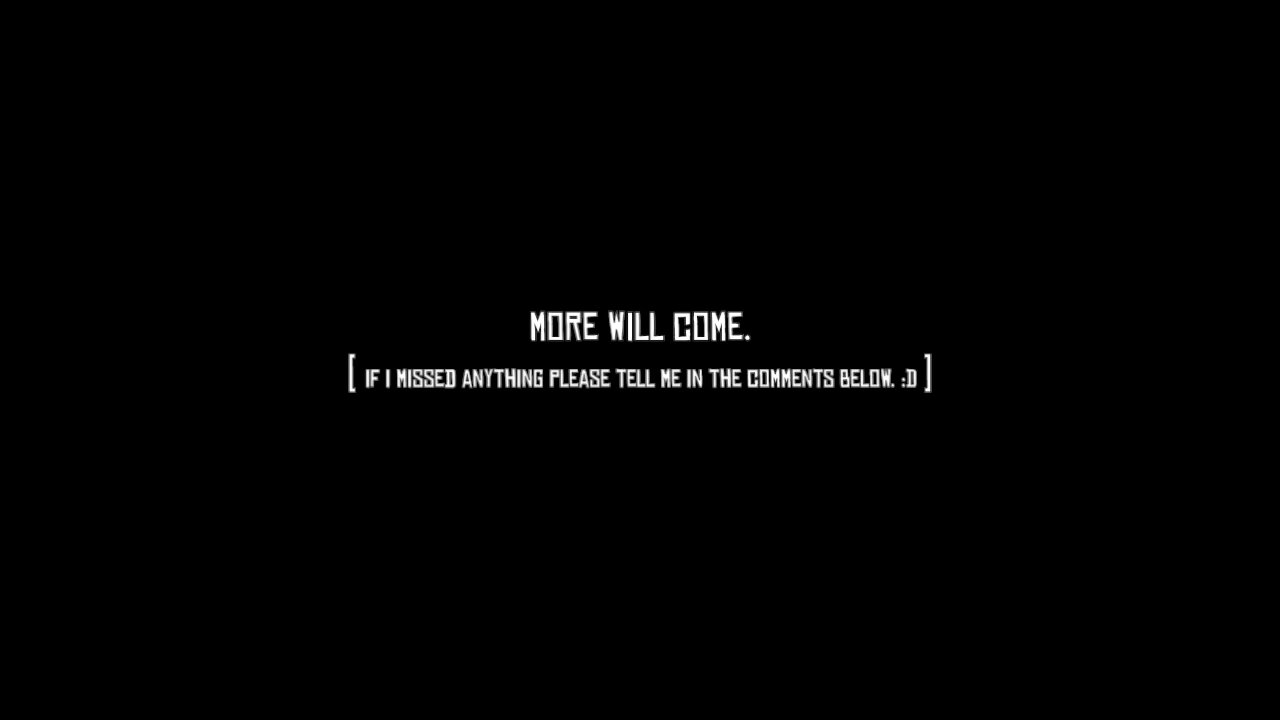 MORE WILL COME.
[ IF I MISSED ANYTHING PLEASE TELL ME IN THE COMMENTS BELOW. :D ]